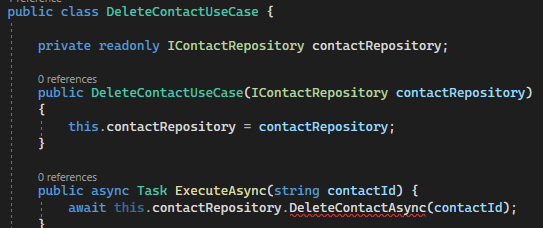 public class DeleteContactUseCase {
private readonly IContactRepository contactRepository;
0 references
public DeleteContactUseCase(IContactRepository contactRepository)
{
this.contactRepository = contactRepository;
}
0 references
public async Task ExecuteAsync(string contactId) {
await this.contactRepository.DeleteContactAsync(contactId);
}